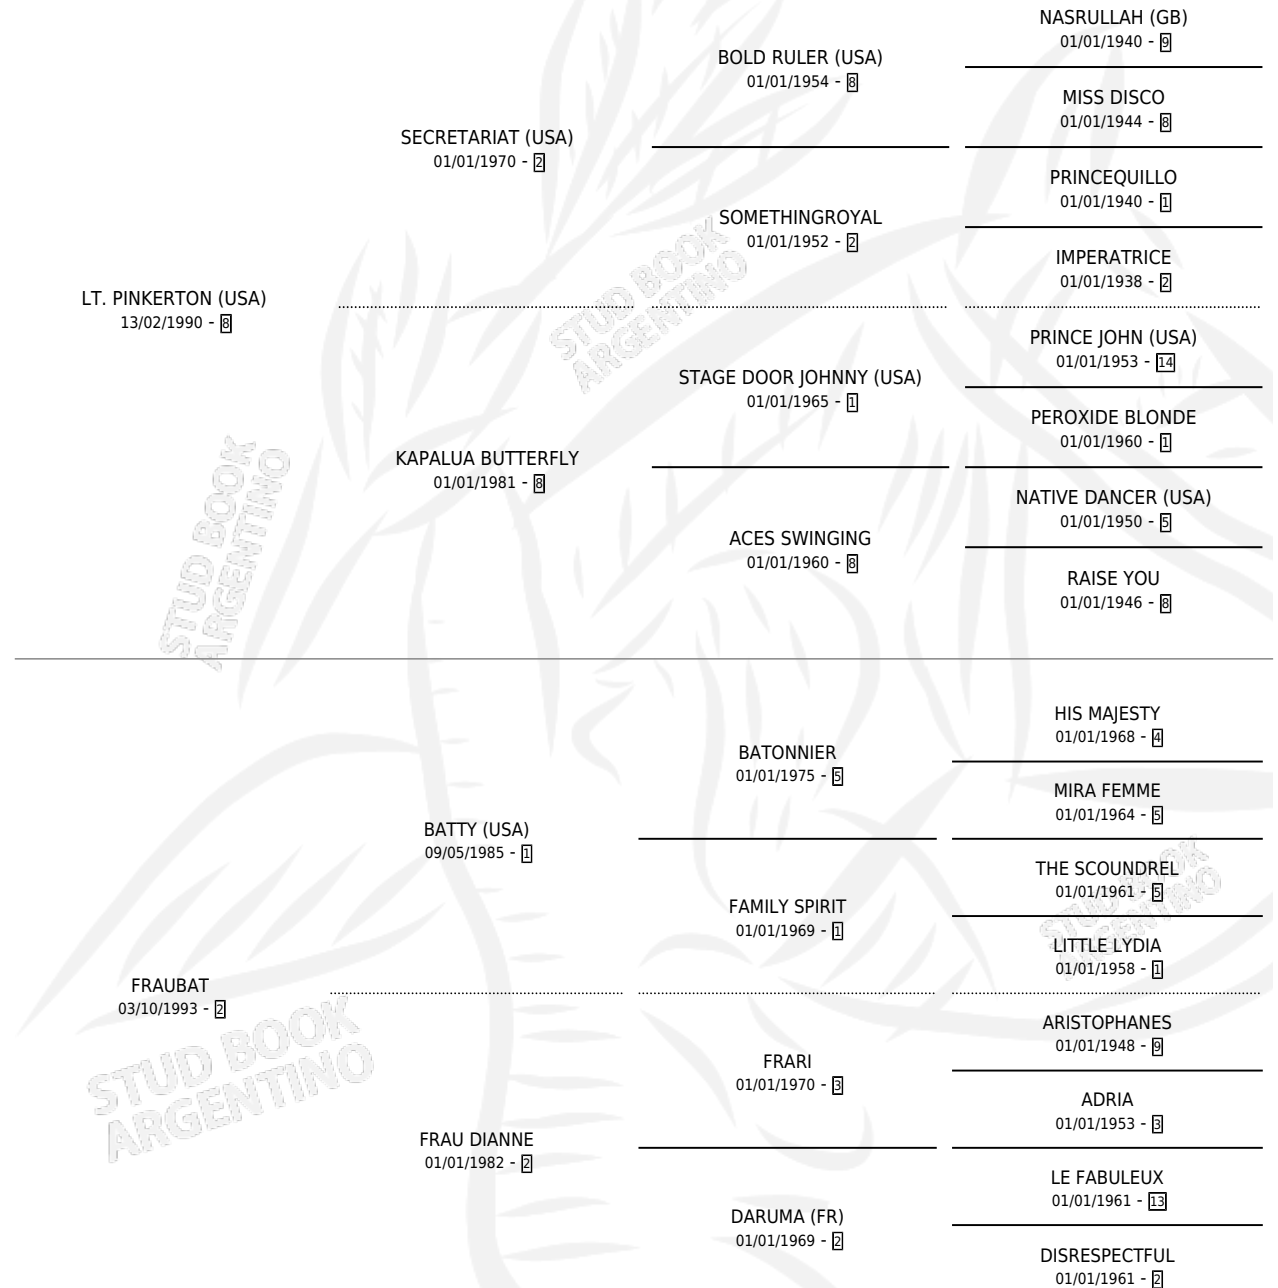 NASRULLAH (GB)
01/01/1940 - 9
BOLD RULER (USA)
01/01/1954 - 8
MISS DISCO
01/01/1944 - 8
SECRETARIAT (USA)
01/01/1970 - 2
PRINCEQUILLO
01/01/1940 - 1
SOMETHINGROYAL
01/01/1952 - 2
IMPERATRICE
01/01/1938 - 2
LT. PINKERTON (USA)
13/02/1990 - 8
PRINCE JOHN (USA)
01/01/1953 - 14
STAGE DOOR JOHNNY (USA)
01/01/1965 - 1
PEROXIDE BLONDE
01/01/1960 - 1
KAPALUA BUTTERFLY
01/01/1981 - 8
NATIVE DANCER (USA)
01/01/1950 - 5
ACES SWINGING
01/01/1960 - 8
RAISE YOU
01/01/1946 - 8
STUD BOOK
ARGENTINO
STUD BOOK
ARGENTINO
HIS MAJESTY
01/01/1968 - 4
BATONNIER
01/01/1975 - 5
MIRA FEMME
01/01/1964 - 5
BATTY (USA)
09/05/1985 - 1
THE SCOUNDREL
01/01/1961 - 5
FAMILY SPIRIT
01/01/1969 - 1
LITTLE LYDIA
01/01/1958 - 1
STUD BOOK
ARGENTINO
FRAUBAT
03/10/1993 - 2
ARISTOPHANES
01/01/1948 - 9
FRARI
01/01/1970 - 3
ADRIA
01/01/1953 - 3
FRAU DIANNE
01/01/1982 - 2
LE FABULEUX
01/01/1961 - 13
DARUMA (FR)
01/01/1969 - 2
DISRESPECTFUL
01/01/1961 - 2
STUD BOOK
ARGENTINO